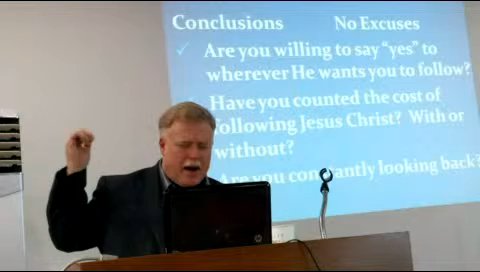 Conclusions No Excuses
✓ Are you willing to say "yes" to
wherever He wants you to follow?
Have you counted the cost of
following Jesus Christ? With or
without?
Are you constantly looking back?